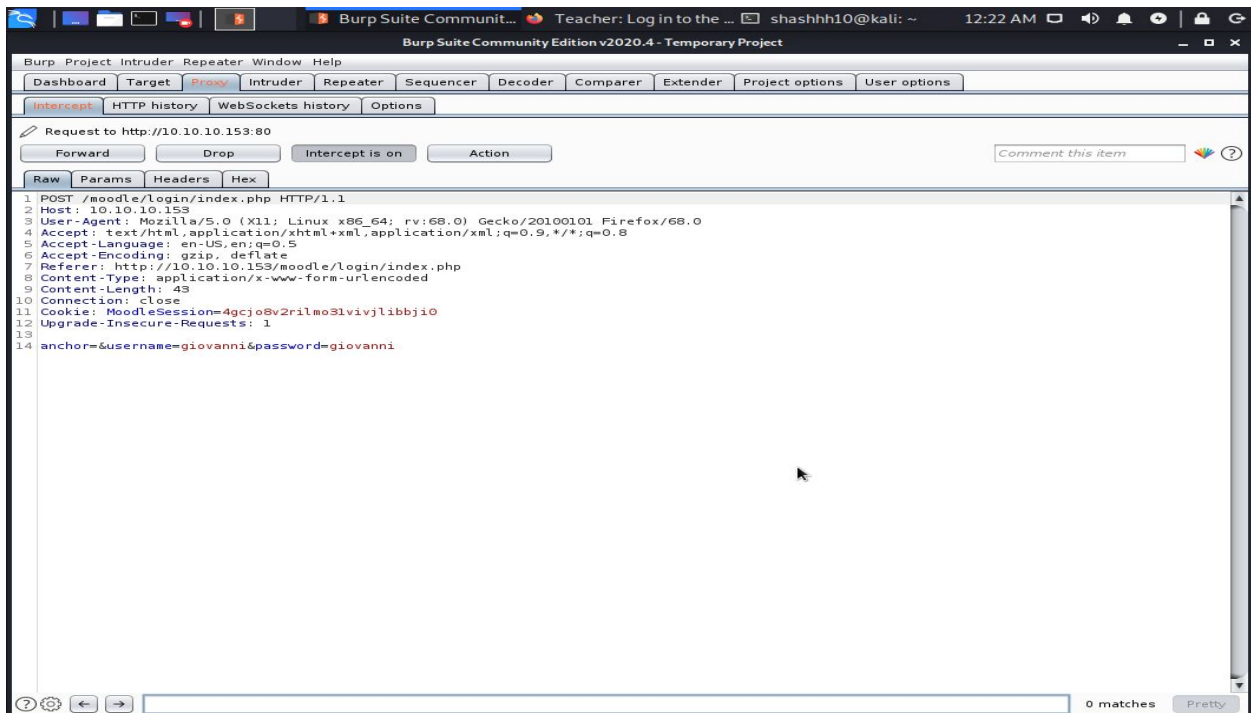 Burp Suite Communit... Teacher: Log in to the ... shashhh10@kali: ~ 12:22 AM
Burp Suite Community Edition v2020.4 - Temporary Project
Burp Project Intruder Repeater Window Help
Dashboard Target Proxy Intruder Repeater Sequencer Decoder Comparer Extender Project options User options
Intercept HTTP history WebSockets history Options
Request to http://10.10.10.153:80
Forward Drop Intercept is on Action Comment this item
Raw Params Headers Hex
1 POST /moodle/login/index.php HTTP/1.1
2 Host: 10.10.10.153
3 User-Agent: Mozilla/5.0 (X11; Linux x86_64; rv:68.0) Gecko/20100101 Firefox/68.0
4 Accept: text/html,application/xhtml+xml,application/xml;q=0.9,*/*;q=0.8
5 Accept-Language: en-US,en;q=0.5
6 Accept-Encoding: gzip, deflate
7 Referer: http://10.10.10.153/moodle/login/index.php
8 Content-Type: application/x-www-form-urlencoded
9 Content-Length: 43
10 Connection: close
11 Cookie: MoodleSession=4gcjo8v2rilmo31vivjlibbji0
12 Upgrade-Insecure-Requests: 1
13
14 anchor=&username=giovanni&password=giovanni
0 matches Pretty